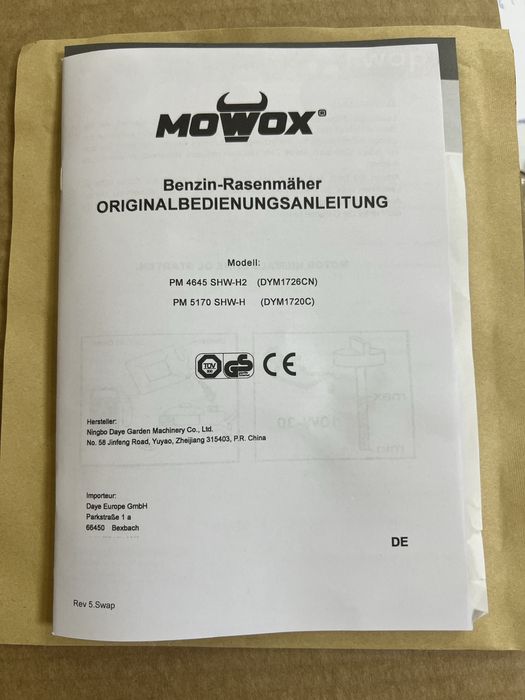 MOWOX®
Benzin-Rasenmäher
ORIGINALBEDIENUNGSANLEITUNG
Modell:
PM 4645 SHW-H2 (DYM1726CN)
PM 5170 SHW-H (DYM1720C)
TÜV GS CE
Hersteller:
Ningbo Daye Garden Machinery Co., Ltd.
No. 58 Jinfeng Road, Yuyao, Zheijiang 315403, P.R. China
Importeur:
Daye Europe GmbH
Parkstraße 1 a
66450 Bexbach
DE
Rev 5.Swap